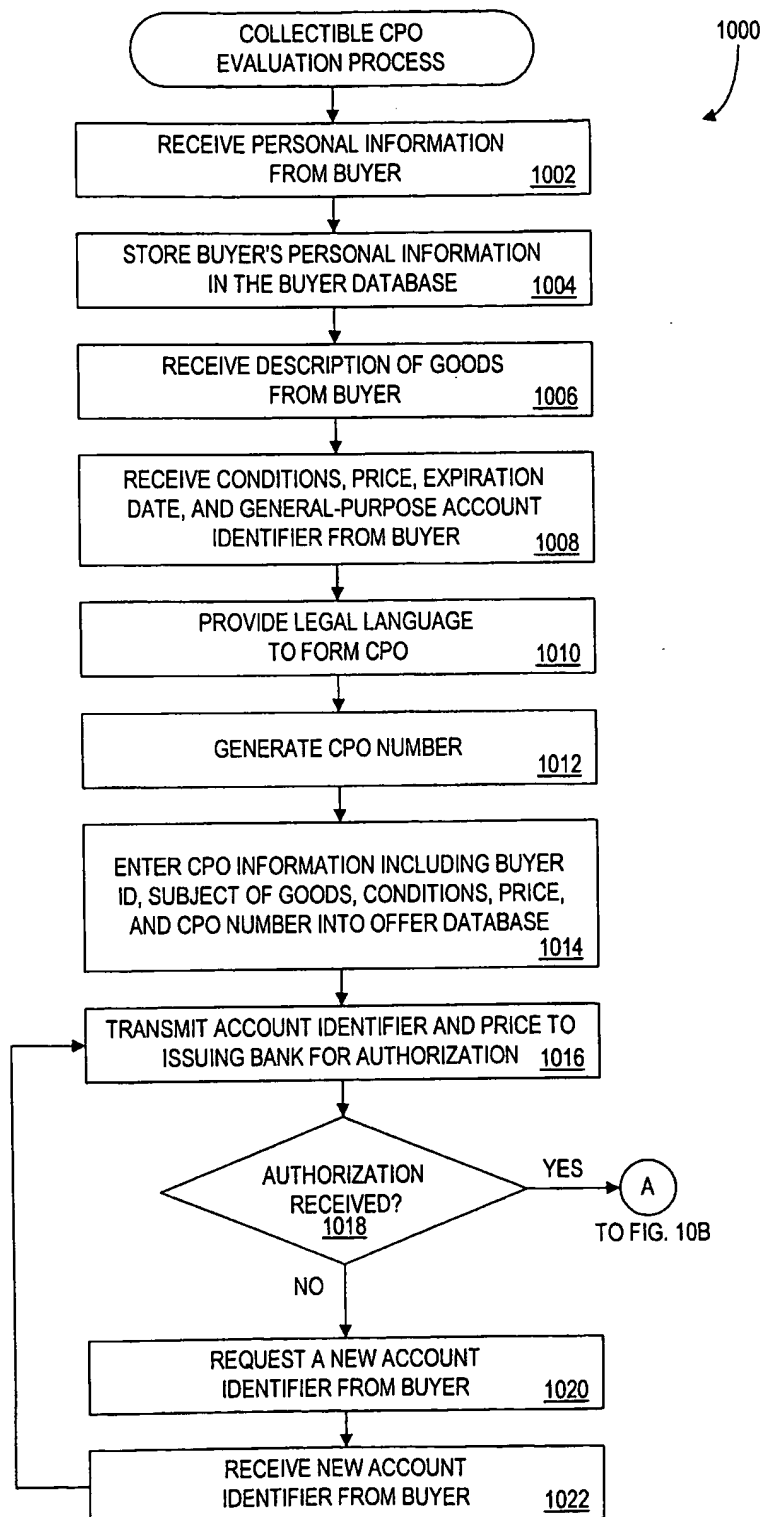 COLLECTIBLE CPO
EVALUATION PROCESS
1000
RECEIVE PERSONAL INFORMATION
FROM BUYER
1002
STORE BUYER'S PERSONAL INFORMATION
IN THE BUYER DATABASE
1004
RECEIVE DESCRIPTION OF GOODS
FROM BUYER
1006
RECEIVE CONDITIONS, PRICE, EXPIRATION
DATE, AND GENERAL-PURPOSE ACCOUNT
IDENTIFIER FROM BUYER
1008
PROVIDE LEGAL LANGUAGE
TO FORM CPO
1010
GENERATE CPO NUMBER
1012
ENTER CPO INFORMATION INCLUDING BUYER
ID, SUBJECT OF GOODS, CONDITIONS, PRICE,
AND CPO NUMBER INTO OFFER DATABASE
1014
TRANSMIT ACCOUNT IDENTIFIER AND PRICE TO
ISSUING BANK FOR AUTHORIZATION
1016
AUTHORIZATION
RECEIVED?
1018
YES
A
TO FIG. 10B
NO
REQUEST A NEW ACCOUNT
IDENTIFIER FROM BUYER
1020
RECEIVE NEW ACCOUNT
IDENTIFIER FROM BUYER
1022